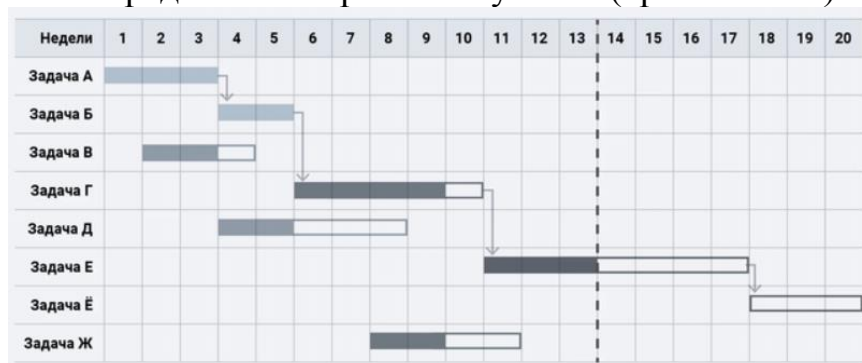 Недели 1 2 3 4 5 6 7 8 9 10 11 12 13 14 15 16 17 18 19 20
Задача А
Задача Б
Задача В
Задача Г
Задача Д
Задача Е
Задача Ё
Задача Ж